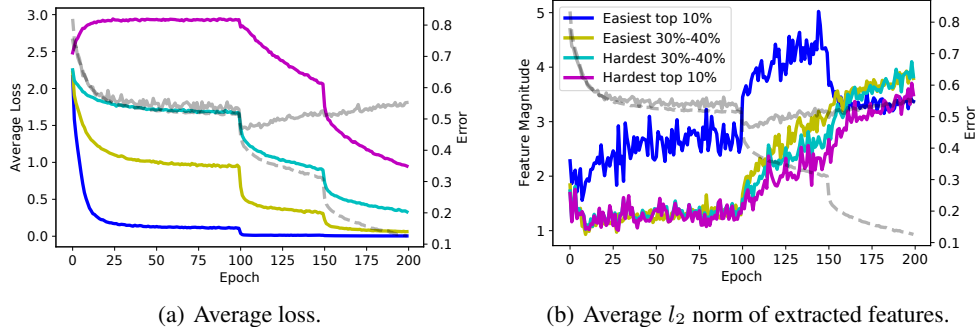 3.0
2.5
2.0
1.5
1.0
0.5
0.0
Average Loss
0.8
0.7
0.6
0.5
0.4
0.3
0.2
0.1
Error
0 25 50 75 100 125 150 175 200
Epoch
(a) Average loss.
5
4
3
2
1
Feature Magnitude
Easiest top 10%
Easiest 30%-40%
Hardest 30%-40%
Hardest top 10%
0.8
0.7
0.6
0.5
0.4
0.3
0.2
0.1
Error
0 25 50 75 100 125 150 175 200
Epoch
(b) Average l₂ norm of extracted features.